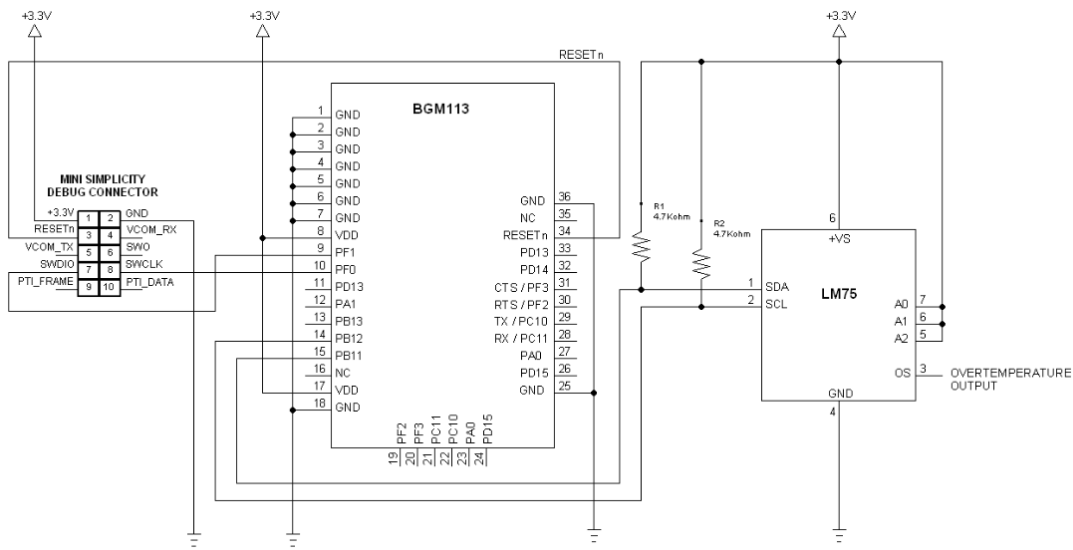 +3.3V
+3.3V
+3.3V
RESETn
BGM113
1 GND
2 GND
3 GND
4 GND
5 GND
6 GND
7 GND
8 VDD
9 PF1
10 PF0
11 PD13
12 PA1
13 PB13
14 PB12
15 PB11
16 NC
17 VDD
18 GND
GND 36
NC 35
RESETn 34
PD13 33
PD14 32
CTS / PF3 31
RTS / PF2 30
TX / PC10 29
RX / PC11 28
PA0 27
PD15 26
GND 25
PF2 PF3 PC11 PC10 PA0 PD15
19 20 21 22 23 24
MINI SIMPLICITY
DEBUG CONNECTOR
+3.3V 1 2 GND
RESETn 3 4 VCOM_RX
VCOM_TX 5 6 SWO
SWDIO 7 8 SWCLK
PTI_FRAME 9 10 PTI_DATA
R1
4.7Kohm
R2
4.7Kohm
6
+VS
LM75
1 SDA
2 SCL
A0 7
A1 6
A2 5
OS 3
OVERTEMPERATURE
OUTPUT
GND
4